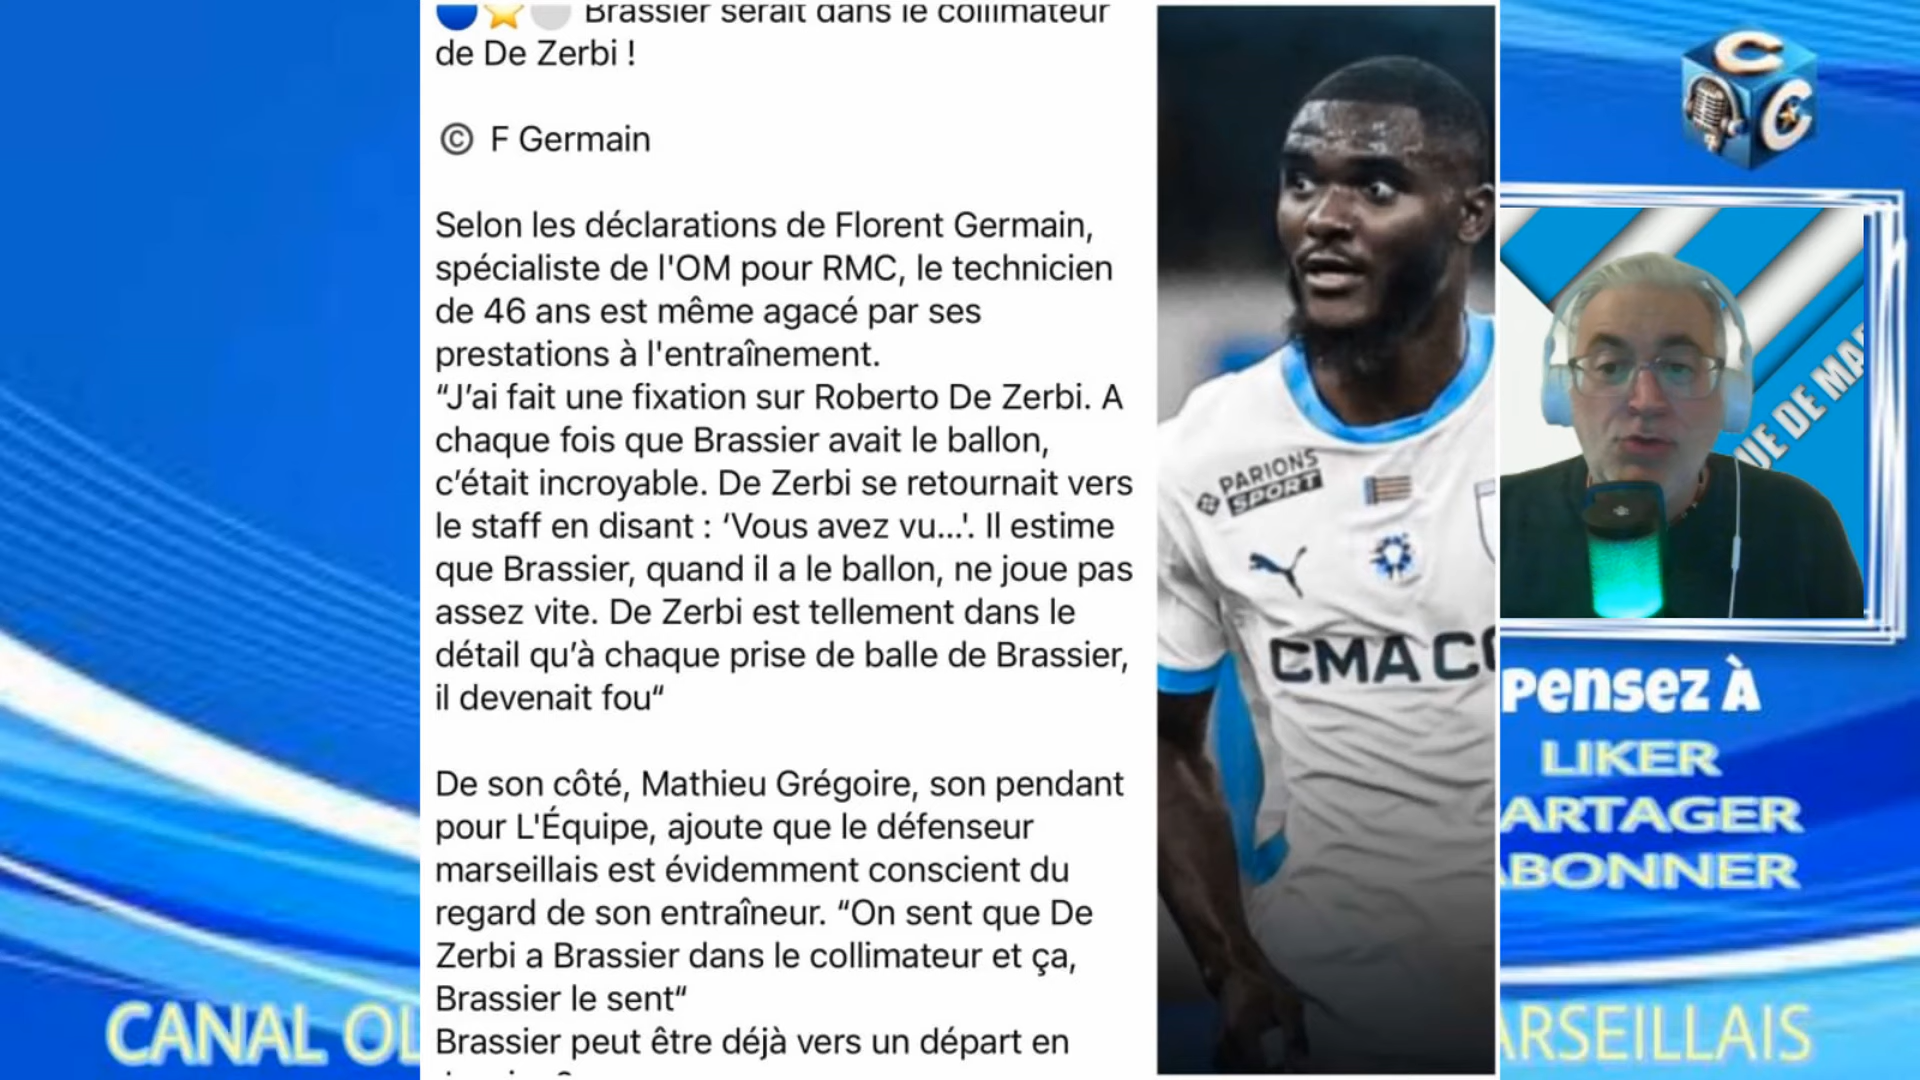 Brassier serait dans le collimateur
de De Zerbi !
© F Germain
Selon les déclarations de Florent Germain,
spécialiste de l'OM pour RMC, le technicien
de 46 ans est même agacé par ses
prestations à l'entraînement.
“J’ai fait une fixation sur Roberto De Zerbi. A
chaque fois que Brassier avait le ballon,
c’était incroyable. De Zerbi se retournait vers
le staff en disant : ‘Vous avez vu...'. Il estime
que Brassier, quand il a le ballon, ne joue pas
assez vite. De Zerbi est tellement dans le
détail qu’à chaque prise de balle de Brassier,
il devenait fou“
De son côté, Mathieu Grégoire, son pendant
pour L'Équipe, ajoute que le défenseur
marseillais est évidemment conscient du
regard de son entraîneur. “On sent que De
Zerbi a Brassier dans le collimateur et ça,
Brassier le sent“
Brassier peut être déjà vers un départ en
PARIONS
SPORT
CMA CG
C
C
UE DE MAR
PENSEZ À
LIKER
ARTAGER
ABONNER
CANAL OL
ARSEILLAIS